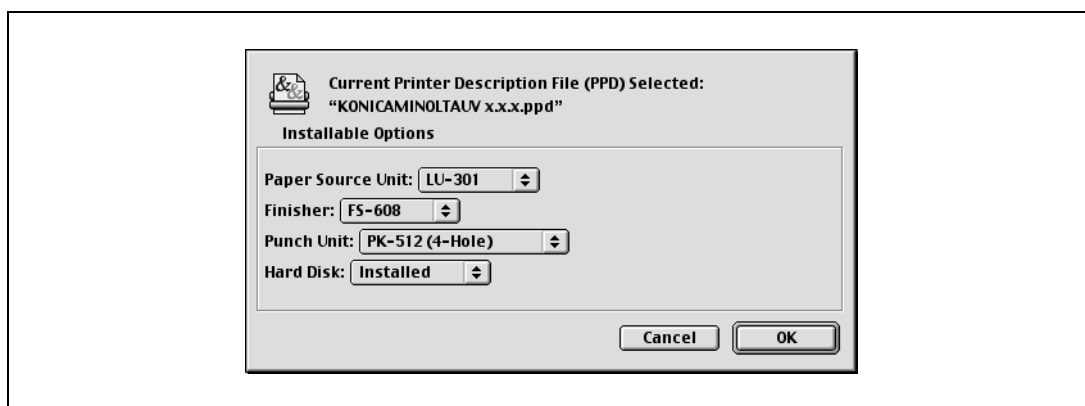 Current Printer Description File (PPD) Selected:
“KONICAMINOLTAUV x.x.x.ppd”
Installable Options
Paper Source Unit: LU-301
Finisher: FS-608
Punch Unit: PK-512 (4-Hole)
Hard Disk: Installed
Cancel OK